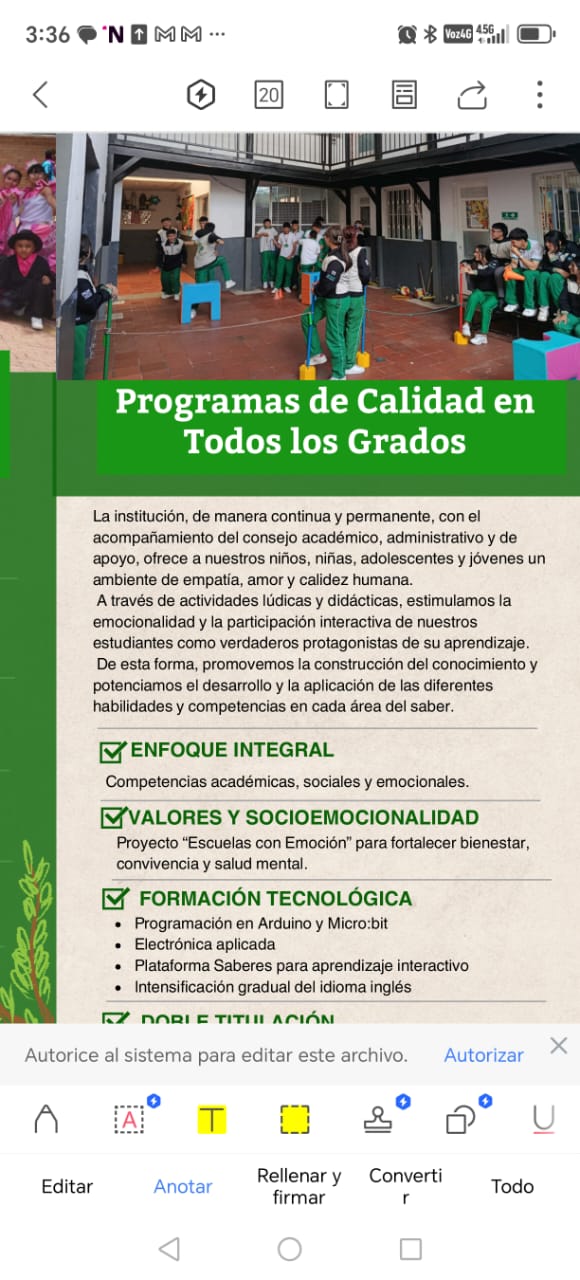 3:36
Voz4G 4.5G
20
Programas de Calidad en
Todos los Grados
La institución, de manera continua y permanente, con el
acompañamiento del consejo académico, administrativo y de
apoyo, ofrece a nuestros niños, niñas, adolescentes y jóvenes un
ambiente de empatía, amor y calidez humana.
A través de actividades lúdicas y didácticas, estimulamos la
emocionalidad y la participación interactiva de nuestros
estudiantes como verdaderos protagonistas de su aprendizaje.
De esta forma, promovemos la construcción del conocimiento y
potenciamos el desarrollo y la aplicación de las diferentes
habilidades y competencias en cada área del saber.
ENFOQUE INTEGRAL
Competencias académicas, sociales y emocionales.
VALORES Y SOCIOEMOCIONALIDAD
Proyecto “Escuelas con Emoción” para fortalecer bienestar,
convivencia y salud mental.
FORMACIÓN TECNOLÓGICA
• Programación en Arduino y Micro:bit
• Electrónica aplicada
• Plataforma Saberes para aprendizaje interactivo
• Intensificación gradual del idioma inglés
DOBLE TITULACIÓN
Autorice al sistema para editar este archivo. Autorizar
A T U
Editar Anotar Rellenar y Converti Todo
firmar r